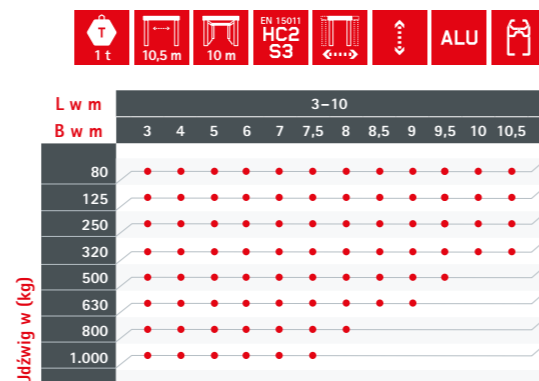 T
1 t
10,5 m
10 m
EN 15011
HC2
S3
ALU
L w m 3–10
B w m 3 4 5 6 7 7,5 8 8,5 9 9,5 10 10,5
80
125
250
320
500
630
800
1.000
Udźwig w (kg)